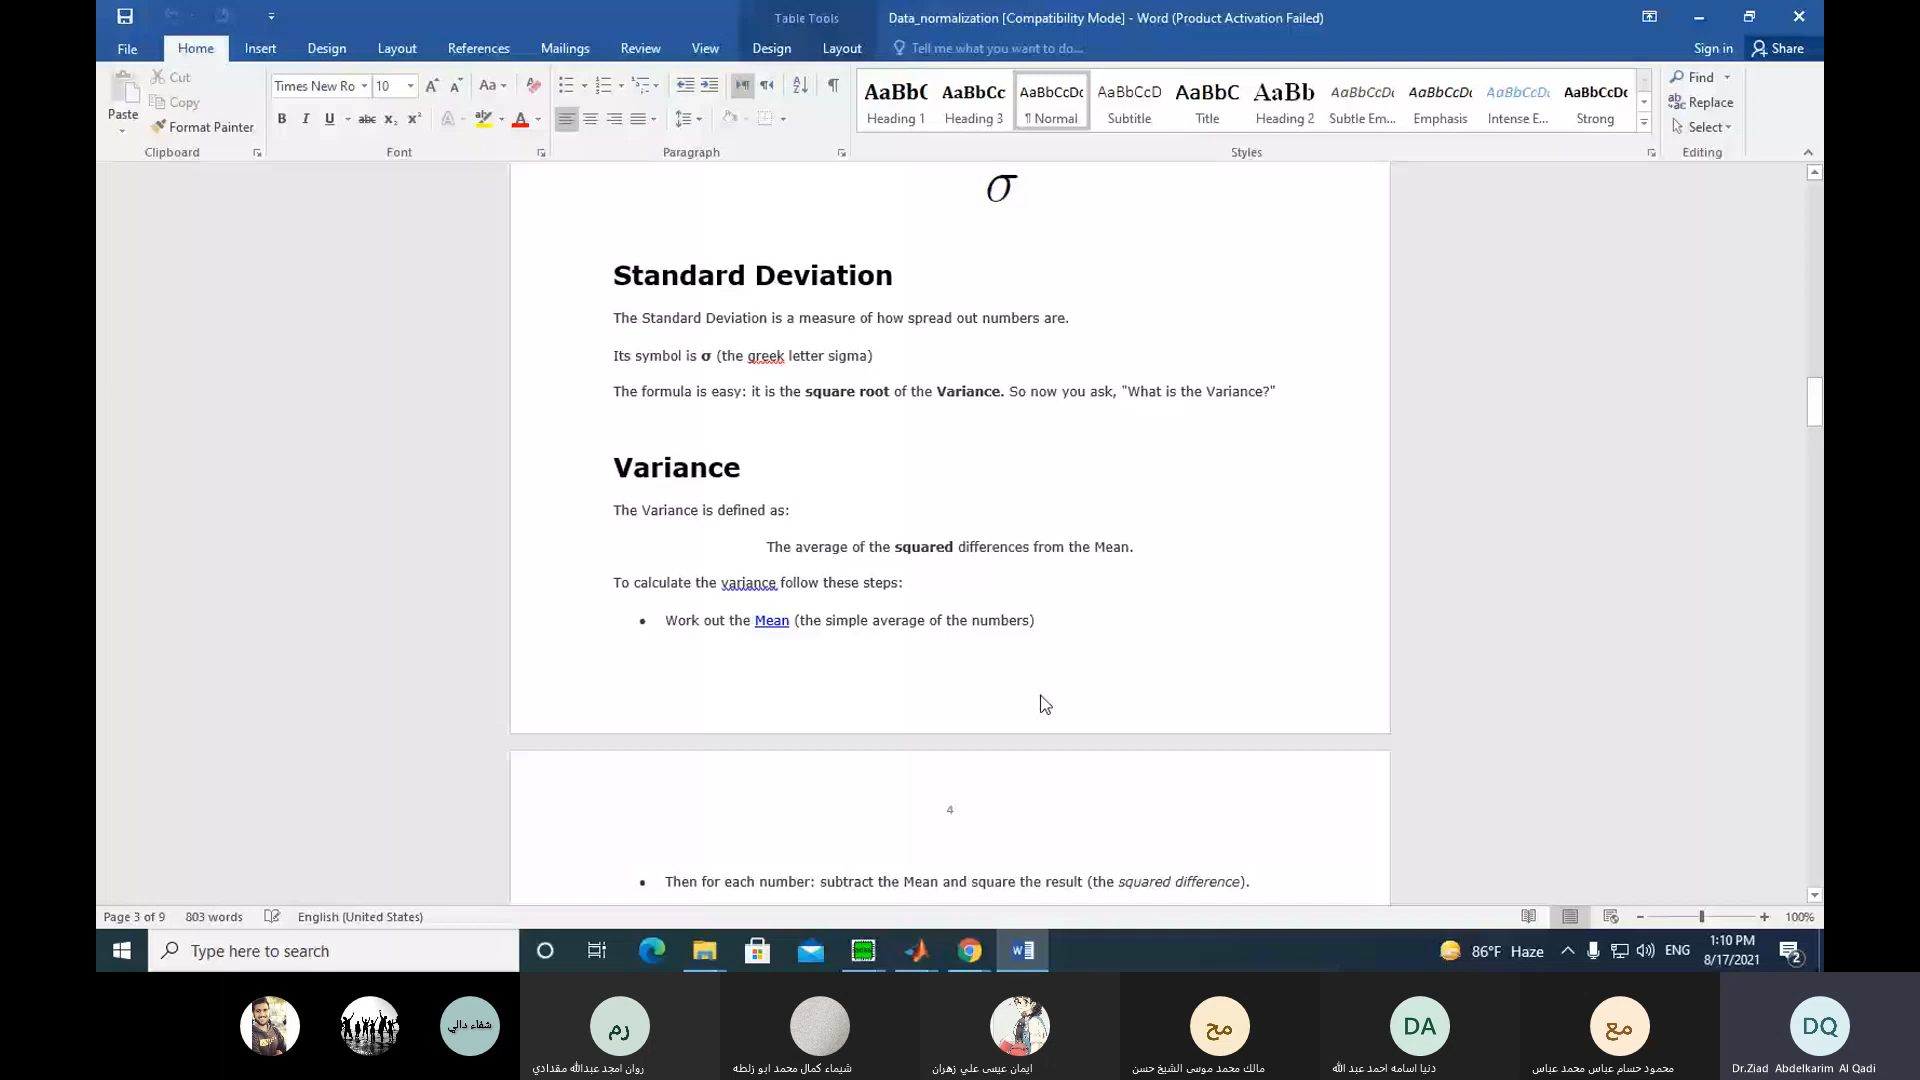 Table Tools
Data_normalization [Compatibility Mode] - Word (Product Activation Failed)
File Home Insert Design Layout References Mailings Review View Design Layout Tell me what you want to do... Sign in Share
Paste
Cut
Copy
Format Painter
Clipboard
Times New Ro 10
Font
Paragraph
AaBbC AaBbCc AaBbCcDc AaBbCcD AaBbC AaBb AaBbCcDc AaBbCcDc AaBbCcDc AaBbCcDc
Heading 1 Heading 3 ¶ Normal Subtitle Title Heading 2 Subtle Em... Emphasis Intense E... Strong
Styles
Find
Replace
Select
Editing
σ
Standard Deviation
The Standard Deviation is a measure of how spread out numbers are.
Its symbol is σ (the greek letter sigma)
The formula is easy: it is the square root of the Variance. So now you ask, "What is the Variance?"
Variance
The Variance is defined as:
The average of the squared differences from the Mean.
To calculate the variance follow these steps:
• Work out the Mean (the simple average of the numbers)
4
• Then for each number: subtract the Mean and square the result (the squared difference).
Page 3 of 9 803 words English (United States) 100%
Type here to search
86°F Haze ENG
1:10 PM
8/17/2021
2
شفاء دالي
رم
مح
DA
مع
DQ
روان امجد عبدالله مقدادي
شيماء كمال محمد ابو زلطه
ايمان عيسى علي زهران
مالك محمد موسى الشيخ حسن
دنيا اسامه احمد عبد الله
محمود حسام عباس محمد عباس
Dr.Ziad Abdelkarim Al Qadi